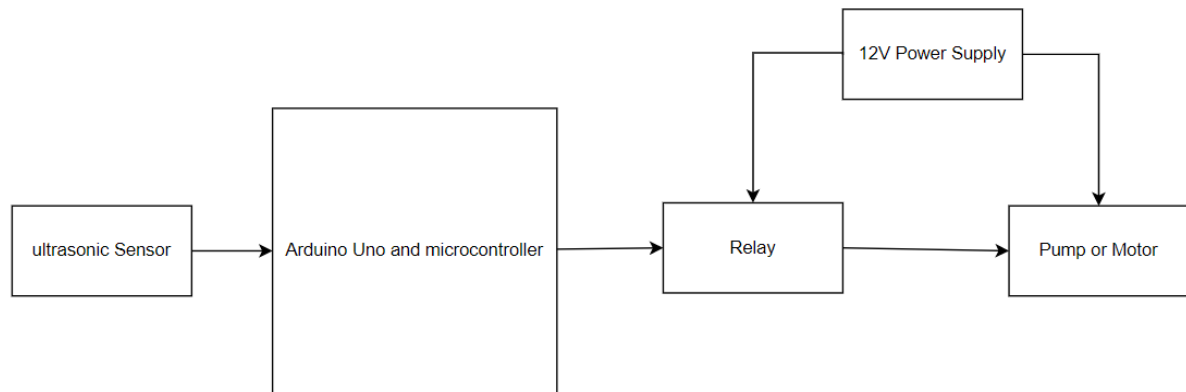 12V Power Supply
ultrasonic Sensor
Arduino Uno and microcontroller
Relay
Pump or Motor